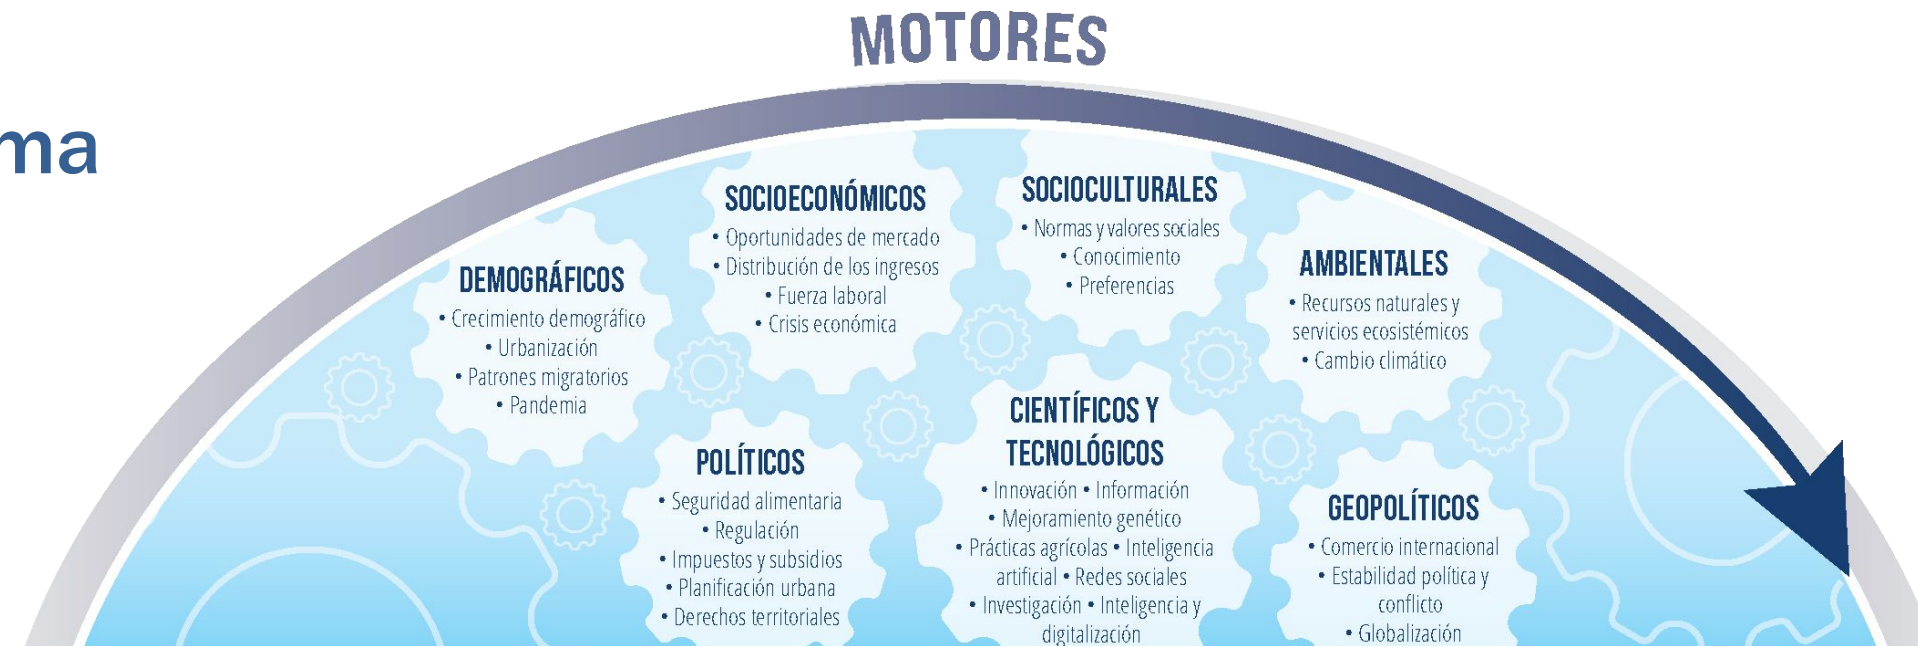 MOTORES
ma
SOCIOECONÓMICOS
• Oportunidades de mercado
• Distribución de los ingresos
• Fuerza laboral
• Crisis económica
SOCIOCULTURALES
• Normas y valores sociales
• Conocimiento
• Preferencias
DEMOGRÁFICOS
• Crecimiento demográfico
• Urbanización
• Patrones migratorios
• Pandemia
AMBIENTALES
• Recursos naturales y
servicios ecosistémicos
• Cambio climático
POLÍTICOS
• Seguridad alimentaria
• Regulación
• Impuestos y subsidios
• Planificación urbana
• Derechos territoriales
CIENTÍFICOS Y
TECNOLÓGICOS
• Innovación • Información
• Mejoramiento genético
• Prácticas agrícolas • Inteligencia
artificial • Redes sociales
• Investigación • Inteligencia y
digitalización
GEOPOLÍTICOS
• Comercio internacional
• Estabilidad política y
conflicto
• Globalización